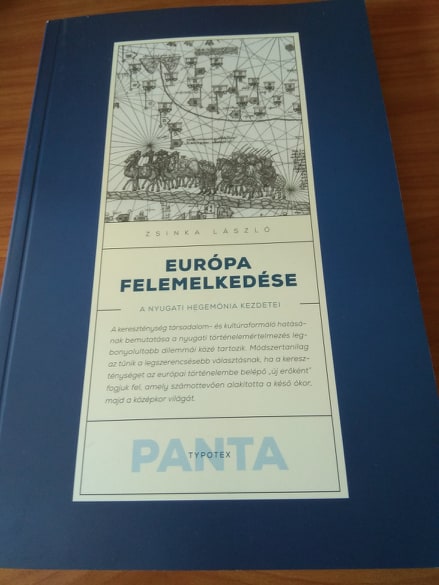 ZSINKA LÁSZLÓ
EURÓPA
FELEMELKEDÉSE
A NYUGATI HEGEMÓNIA KEZDETEI
A kereszténység társadalom- és kultúraformáló hatásá-
nak bemutatása a nyugati történelemértelmezés leg-
bonyolultabb dilemmái közé tartozik. Módszertanilag
az tűnik a legszerencsésebb választásnak, ha a keresz-
ténységet az európai történelembe belépő „új erőként”
fogjuk fel, amely számottevően alakította a késő ókor,
majd a középkor világát.
PANTA
TYPOTEX